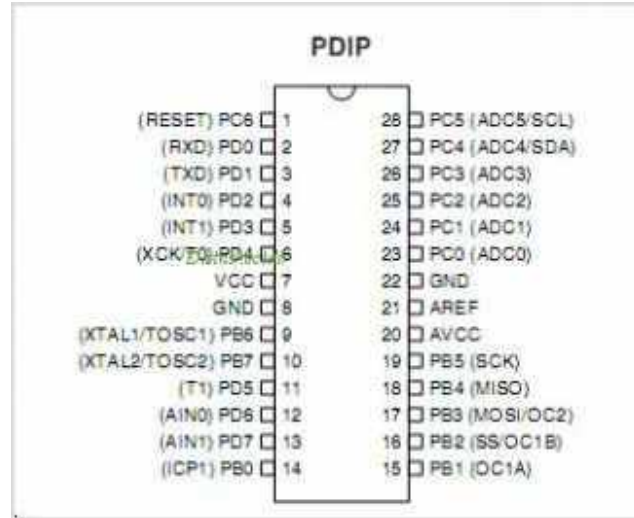 PDIP
(RESET) PC6 1 28 PC5 (ADC5/SCL)
(RXD) PD0 2 27 PC4 (ADC4/SDA)
(TXD) PD1 3 26 PC3 (ADC3)
(INT0) PD2 4 25 PC2 (ADC2)
(INT1) PD3 5 24 PC1 (ADC1)
(XCK/T0) PD4 6 23 PC0 (ADC0)
VCC 7 22 GND
GND 8 21 AREF
(XTAL1/TOSC1) PB6 9 20 AVCC
(XTAL2/TOSC2) PB7 10 19 PB5 (SCK)
(T1) PD5 11 18 PB4 (MISO)
(AIN0) PD6 12 17 PB3 (MOSI/OC2)
(AIN1) PD7 13 16 PB2 (SS/OC1B)
(ICP1) PB0 14 15 PB1 (OC1A)